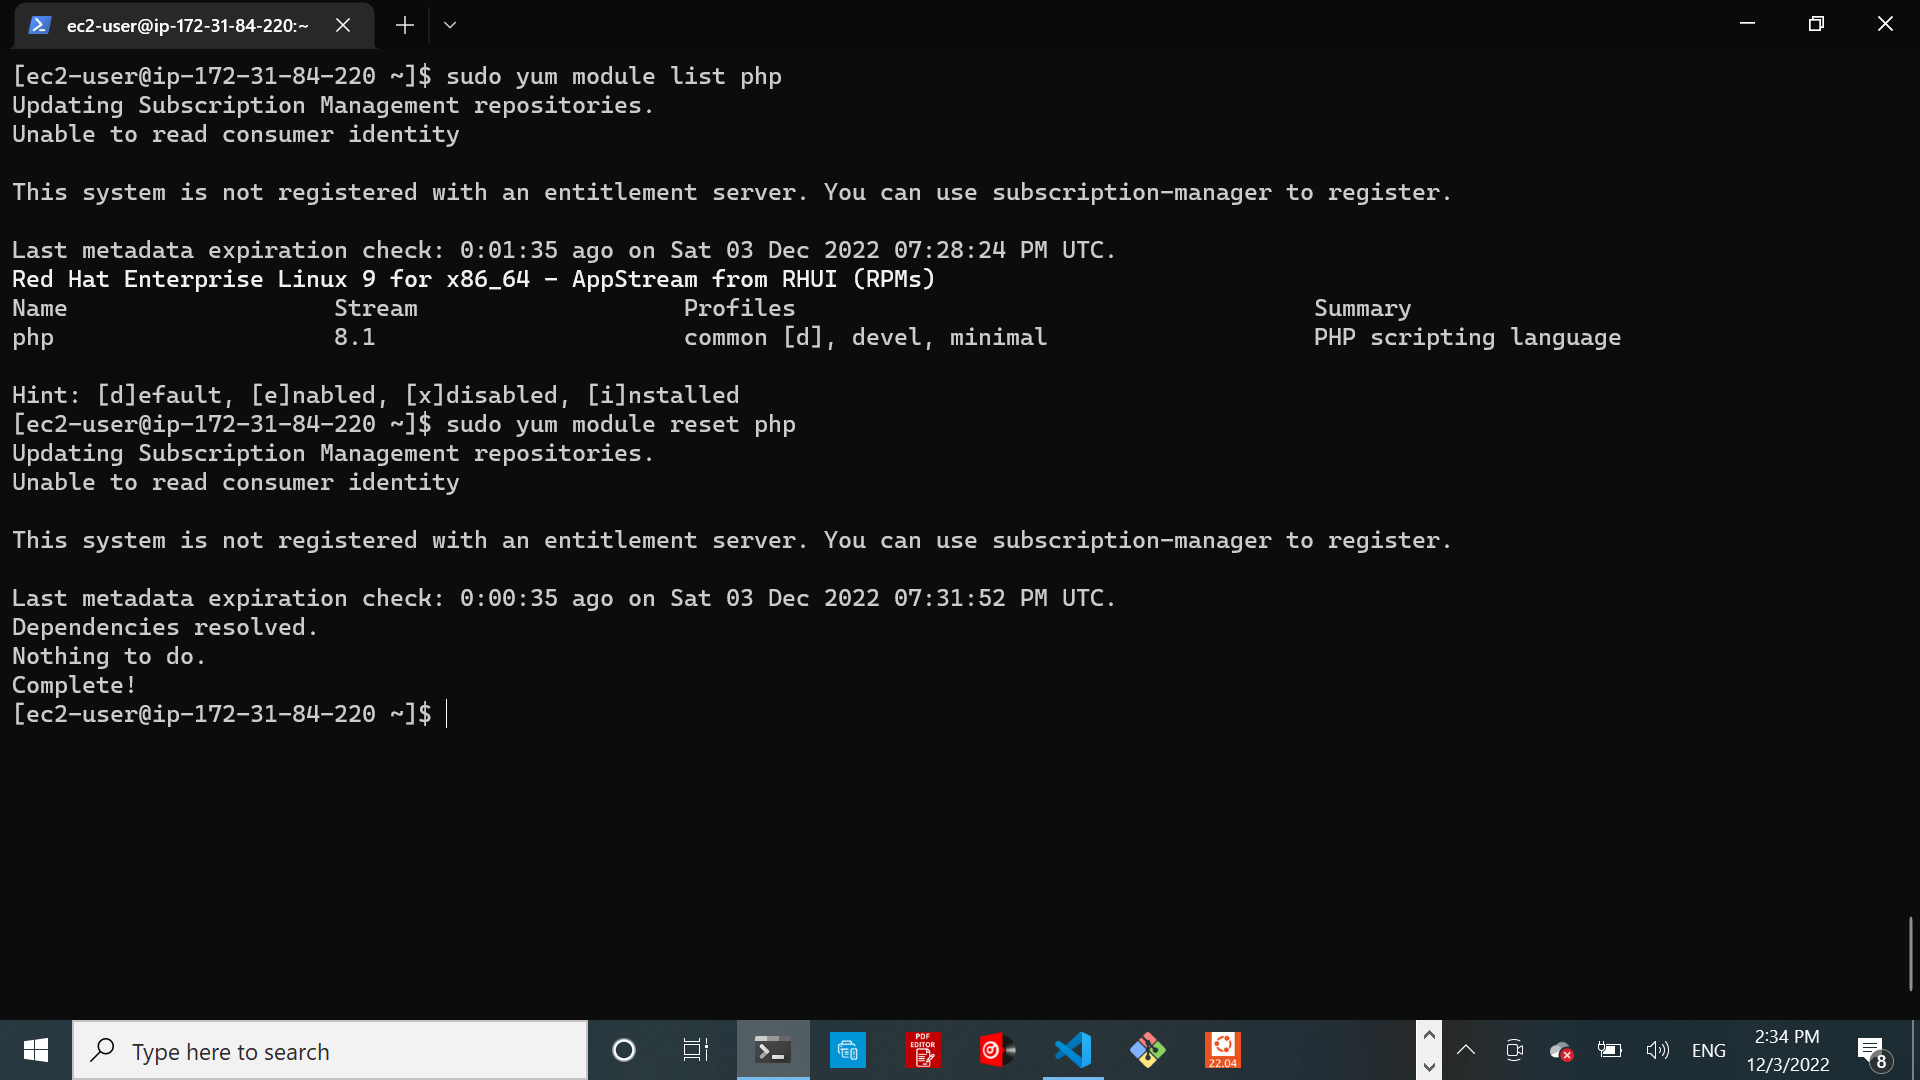 ec2-user@ip-172-31-84-220:~
[ec2-user@ip-172-31-84-220 ~]$ sudo yum module list php
Updating Subscription Management repositories.
Unable to read consumer identity
This system is not registered with an entitlement server. You can use subscription-manager to register.
Last metadata expiration check: 0:01:35 ago on Sat 03 Dec 2022 07:28:24 PM UTC.
Red Hat Enterprise Linux 9 for x86_64 - AppStream from RHUI (RPMs)
Name Stream Profiles Summary
php 8.1 common [d], devel, minimal PHP scripting language
Hint: [d]efault, [e]nabled, [x]disabled, [i]nstalled
[ec2-user@ip-172-31-84-220 ~]$ sudo yum module reset php
Updating Subscription Management repositories.
Unable to read consumer identity
This system is not registered with an entitlement server. You can use subscription-manager to register.
Last metadata expiration check: 0:00:35 ago on Sat 03 Dec 2022 07:31:52 PM UTC.
Dependencies resolved.
Nothing to do.
Complete!
[ec2-user@ip-172-31-84-220 ~]$
Type here to search
PDF
EDITOR
22.04
ENG
2:34 PM
12/3/2022
8